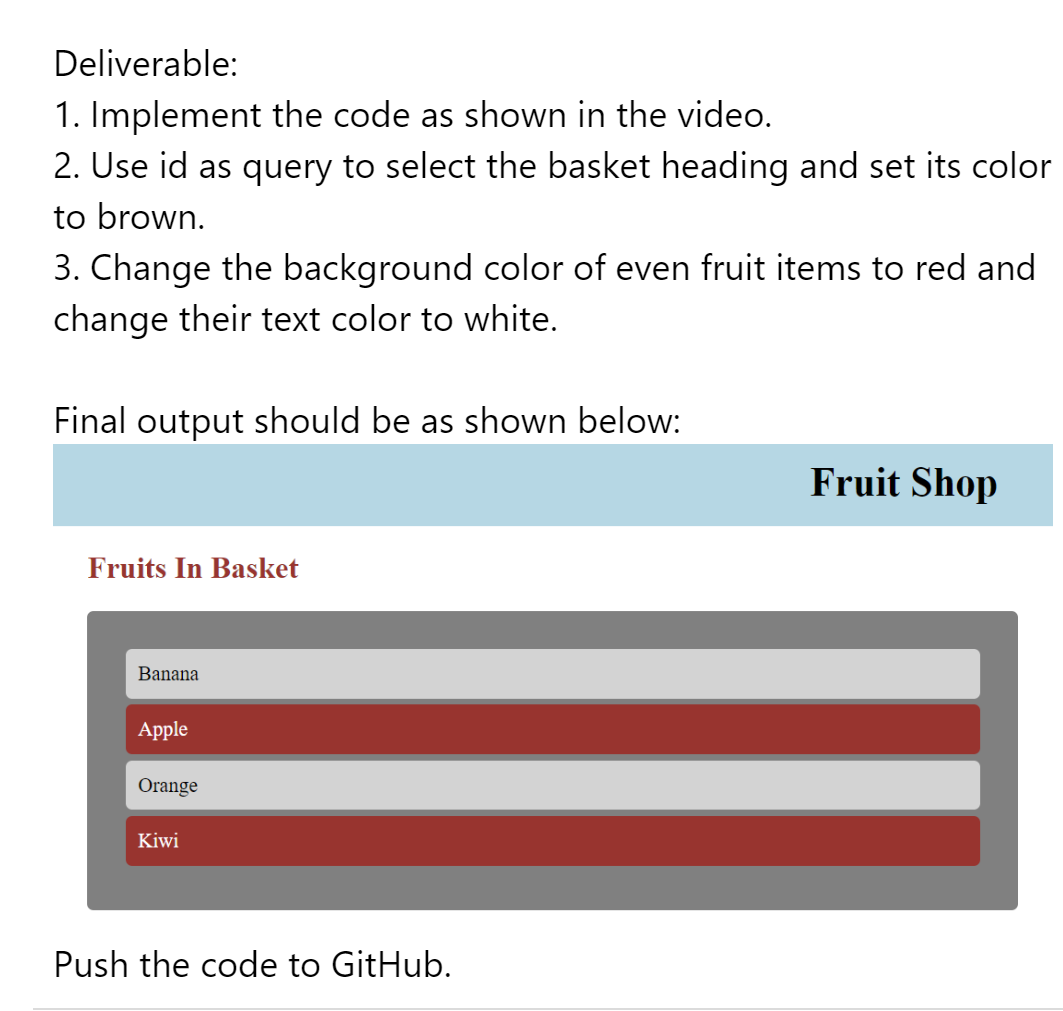 Deliverable:
1. Implement the code as shown in the video.
2. Use id as query to select the basket heading and set its color
to brown.
3. Change the background color of even fruit items to red and
change their text color to white.
Final output should be as shown below:
Fruit Shop
Fruits In Basket
Banana
Apple
Orange
Kiwi
Push the code to GitHub.